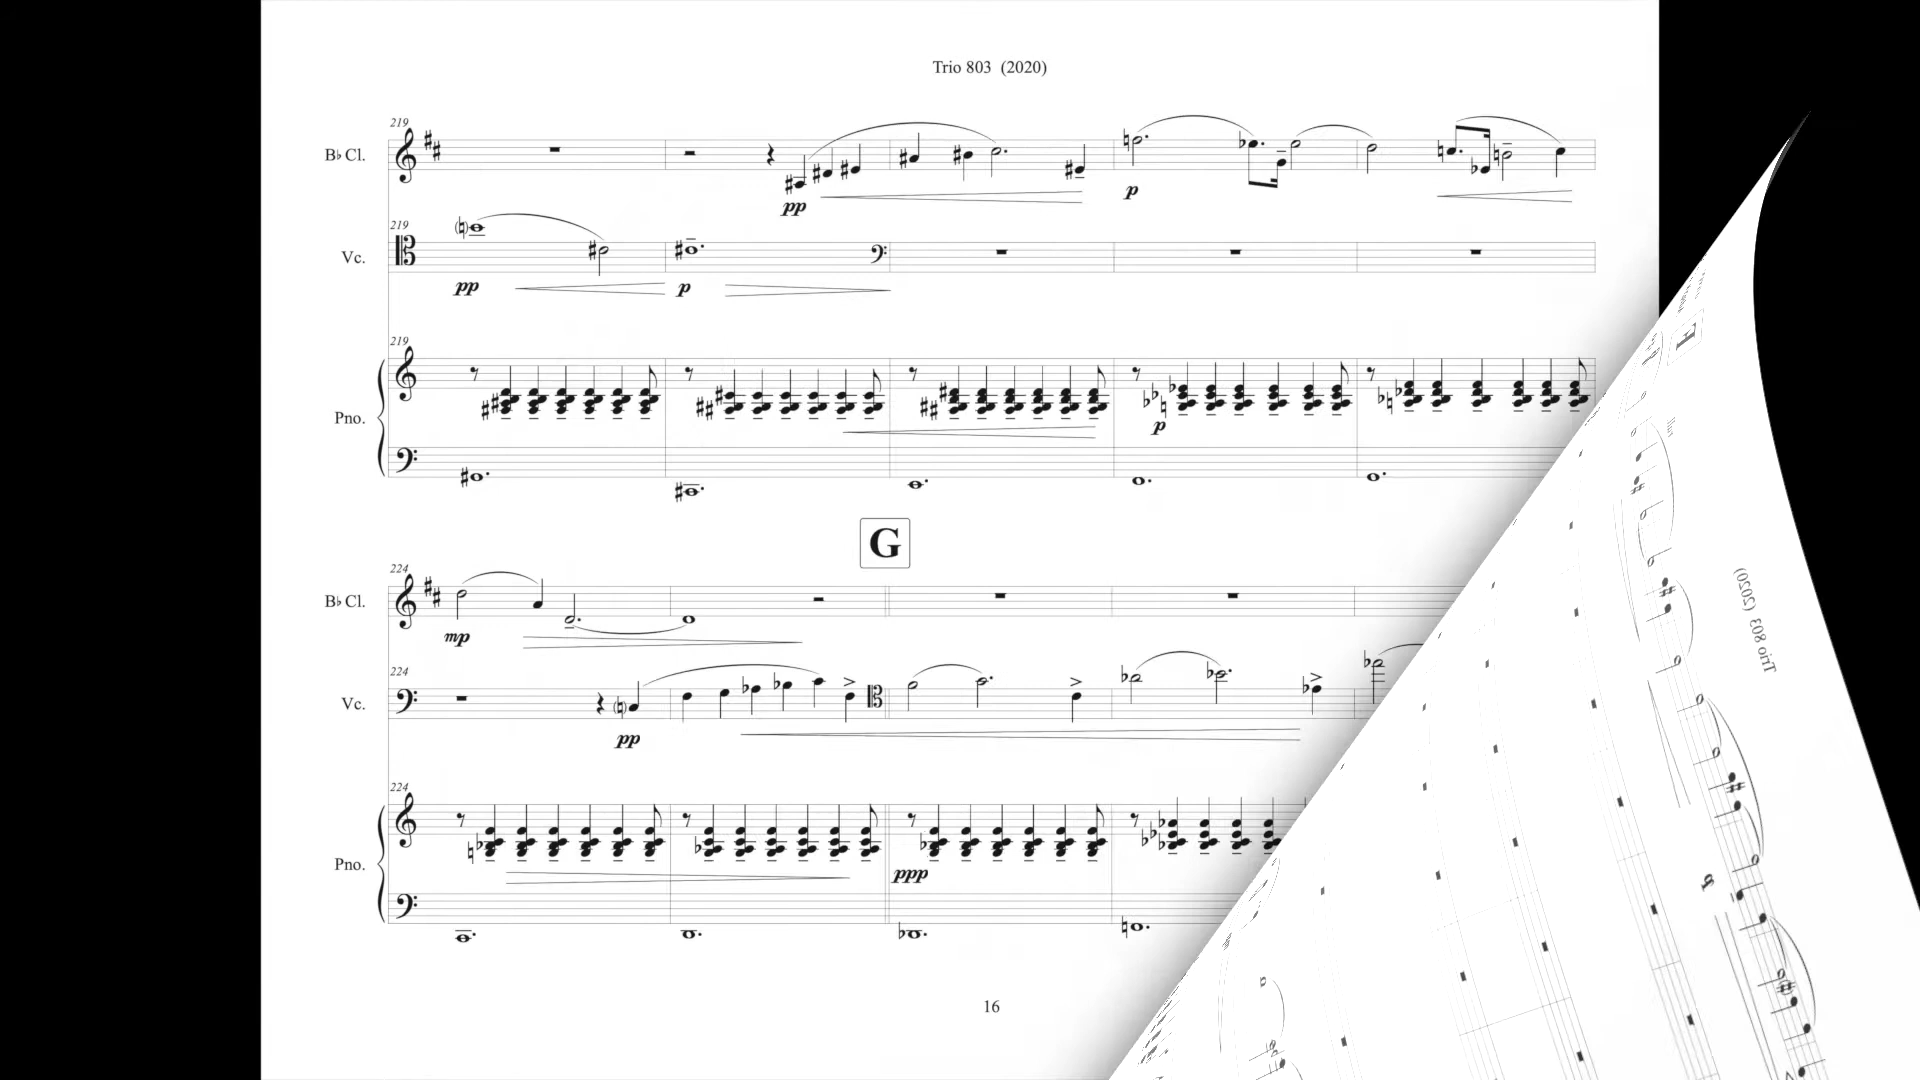 Trio 803 (2020)
219
B♭ Cl.
pp
p
219
Vc.
pp
p
219
Pno.
p
G
224
B♭ Cl.
mp
224
Vc.
pp
224
Pno.
ppp
16
Trio 803 (2020)